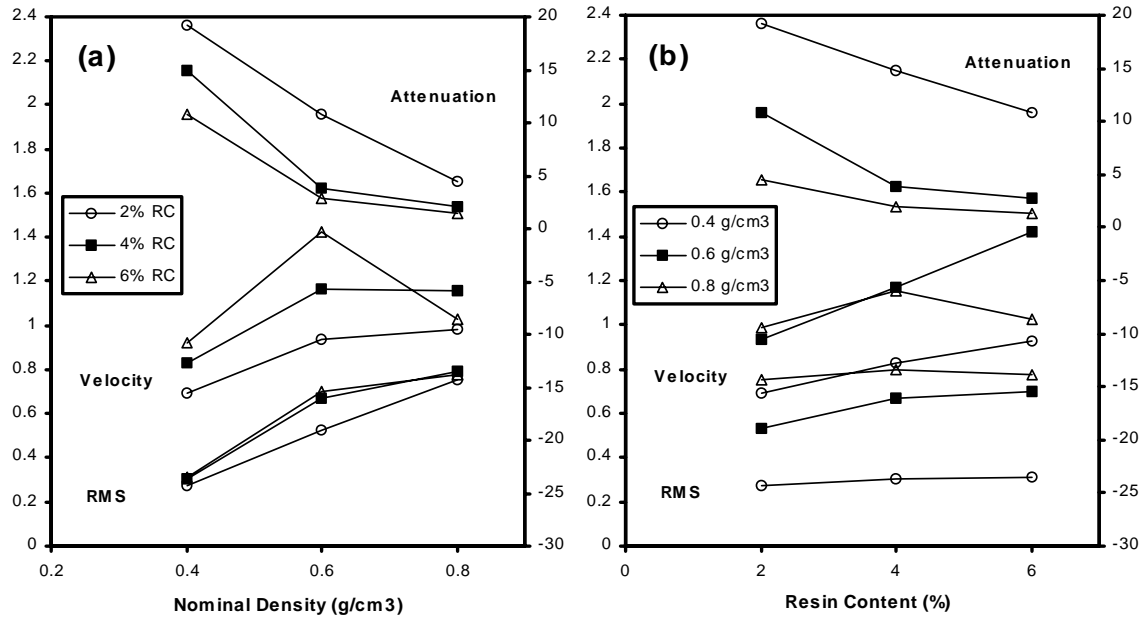 2.4
2.2
2
1.8
1.6
1.4
1.2
1
0.8
0.6
0.4
0.2
0
20
15
10
5
0
-5
-10
-15
-20
-25
-30
(a)
Attenuation
2% RC
4% RC
6% RC
Velocity
RMS
0.2 0.4 0.6 0.8
Nominal Density (g/cm3)
2.4
2.2
2
1.8
1.6
1.4
1.2
1
0.8
0.6
0.4
0.2
0
20
15
10
5
0
-5
-10
-15
-20
-25
-30
(b)
Attenuation
0.4 g/cm3
0.6 g/cm3
0.8 g/cm3
Velocity
RMS
0 2 4 6
Resin Content (%)